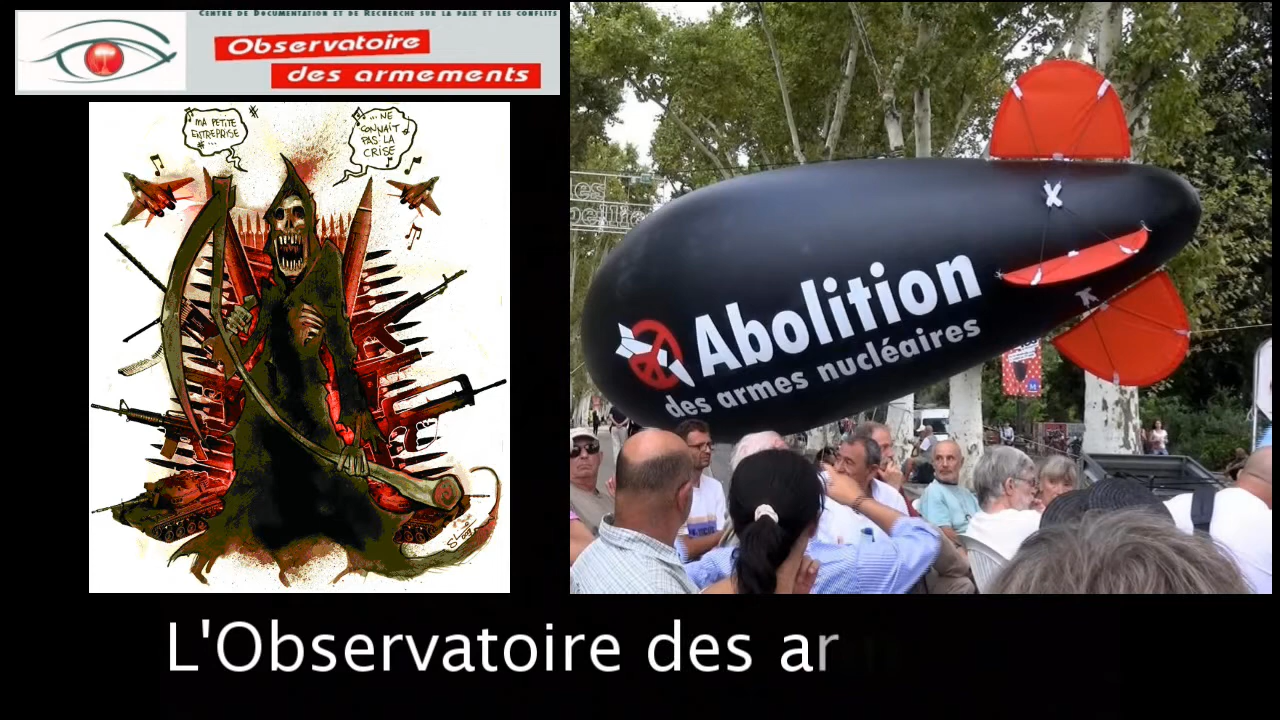 CENTRE DE DOCUMENTATION ET DE RECHERCHE SUR LA PAIX ET LES CONFLITS
Observatoire
des armements
MA PETITE
ENTREPRISE
...NE
CONNAÎT
PAS LA
CRISE
Abolition
des armes nucléaires
L'Observatoire des ar